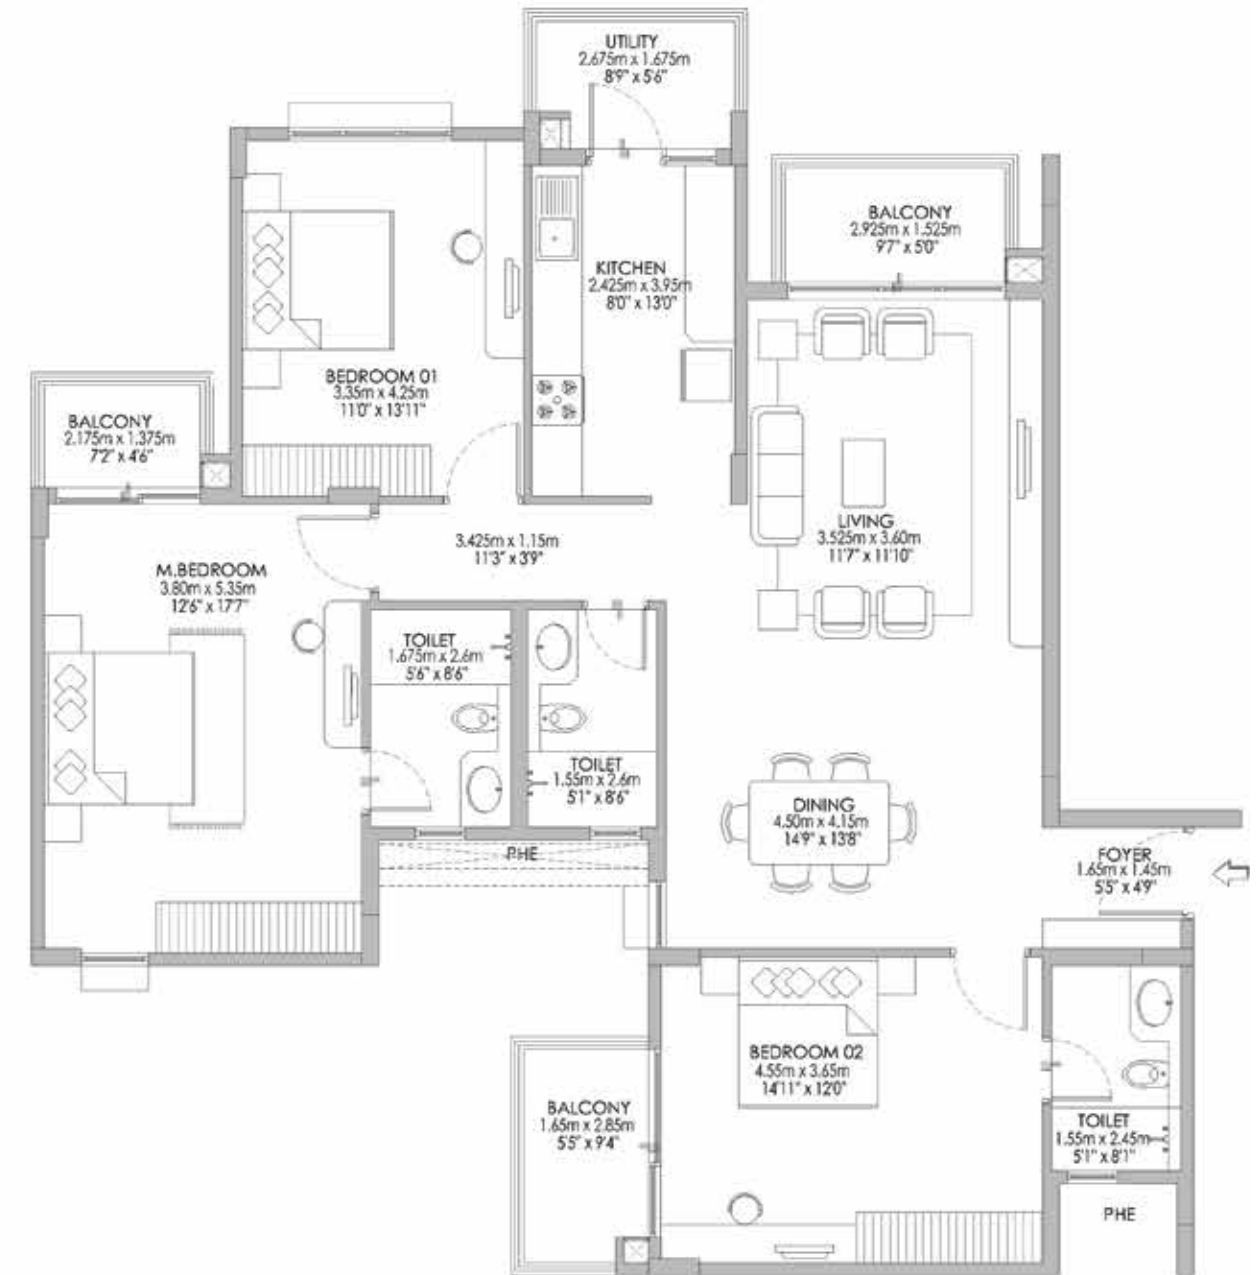 UTILITY
2.675m x 1.675m
8'9" x 5'6"
BALCONY
2.925m x 1.525m
9'7" x 5'0"
KITCHEN
2.425m x 3.95m
8'0" x 13'0"
BEDROOM 01
3.35m x 4.25m
11'0" x 13'11"
BALCONY
2.175m x 1.375m
7'2" x 4'6"
LIVING
3.525m x 3.60m
11'7" x 11'10"
3.425m x 1.15m
11'3" x 3'9"
M.BEDROOM
3.80m x 5.35m
12'6" x 17'7"
TOILET
1.675m x 2.6m
5'6" x 8'6"
TOILET
1.55m x 2.6m
5'1" x 8'6"
DINING
4.50m x 4.15m
14'9" x 13'8"
PHE
FOYER
1.65m x 1.45m
5'5" x 4'9"
BEDROOM 02
4.55m x 3.65m
14'11" x 12'0"
BALCONY
1.65m x 2.85m
5'5" x 9'4"
TOILET
1.55m x 2.45m
5'1" x 8'1"
PHE